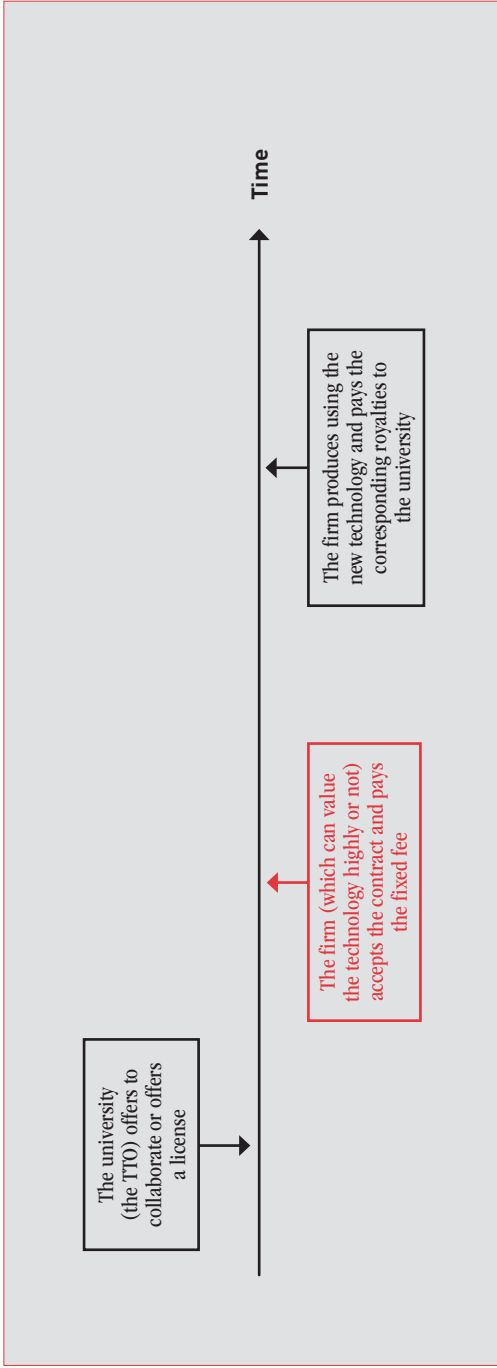 The university
(the TTO) offers to
collaborate or offers
a license
The firm (which can value
the technology highly or not)
accepts the contract and pays
the fixed fee
The firm produces using the
new technology and pays the
corresponding royalties to
the university
Time